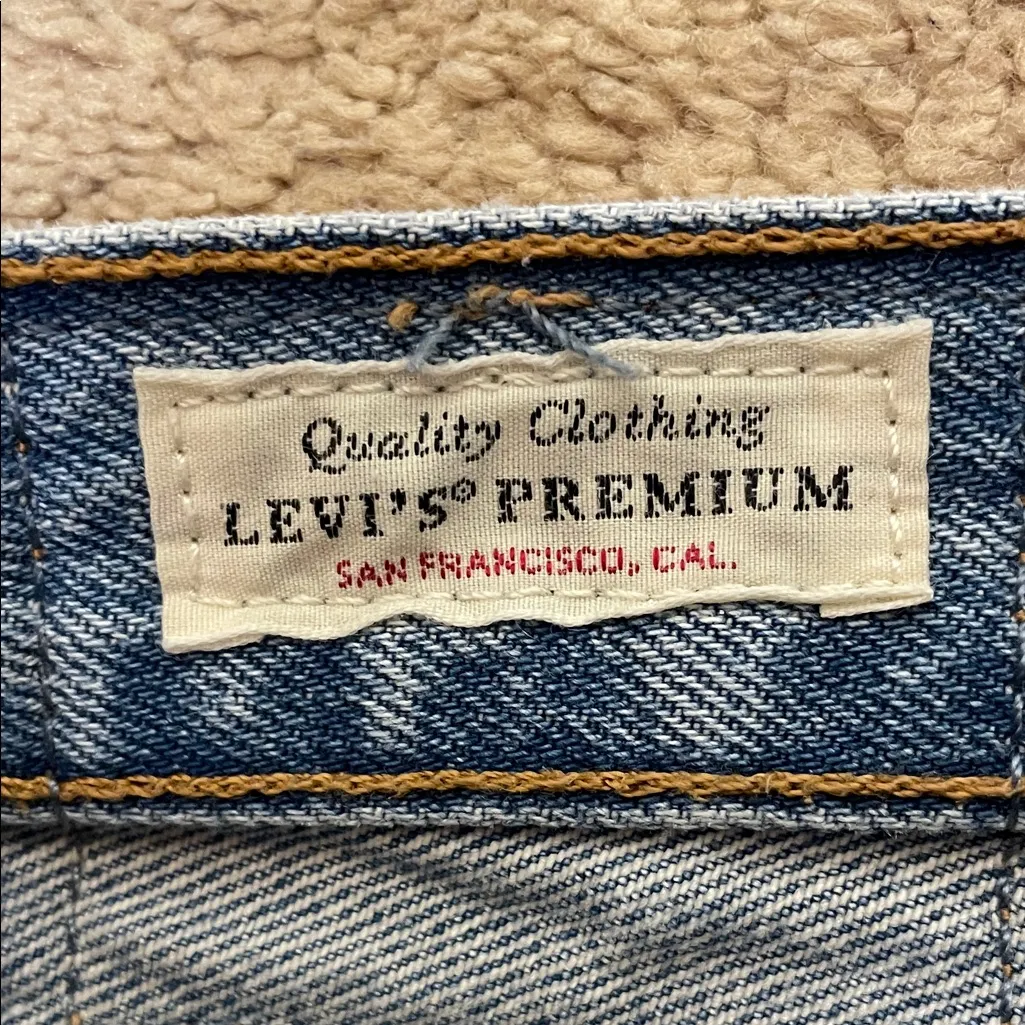 Quality Clothing
LEVI'S® PREMIUM
SAN FRANCISCO, CAL.